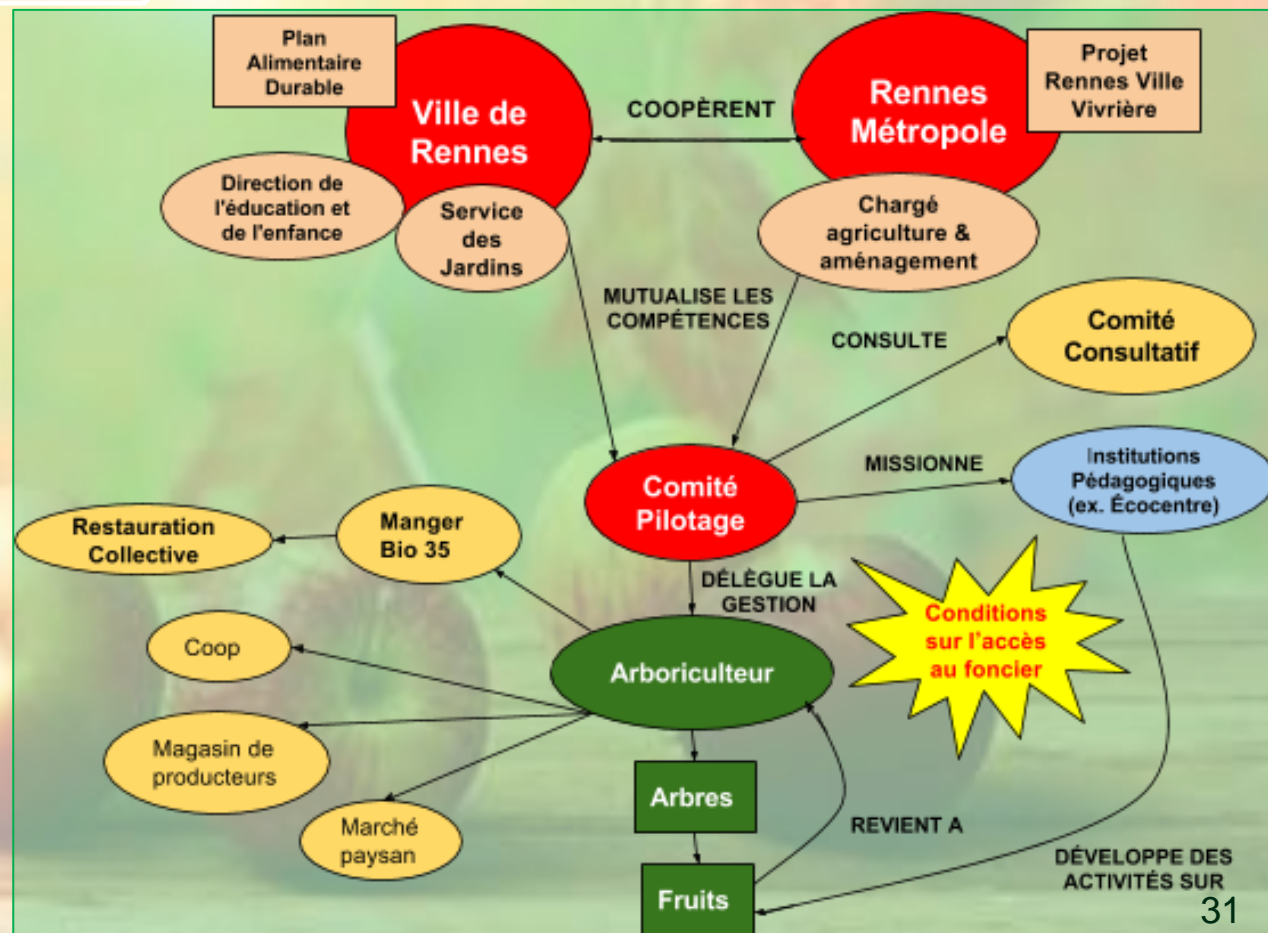 Plan
Alimentaire
Durable
Ville de
Rennes
COOPÈRENT
Rennes
Métropole
Projet
Rennes Ville
Vivrière
Direction de
l'éducation et
de l'enfance
Service
des
Jardins
Chargé
agriculture &
aménagement
MUTUALISE LES
COMPÉTENCES
CONSULTE
Comité
Consultatif
Comité
Pilotage
MISSIONNE
Institutions
Pédagogiques
(ex. Écocentre)
Restauration
Collective
Manger
Bio 35
DÉLÈGUE LA
GESTION
Conditions
sur l'accès
au foncier
Coop
Arboriculteur
Magasin de
producteurs
Marché
paysan
Arbres
REVIENT A
Fruits
DÉVELOPPE DES
ACTIVITÉS SUR
31